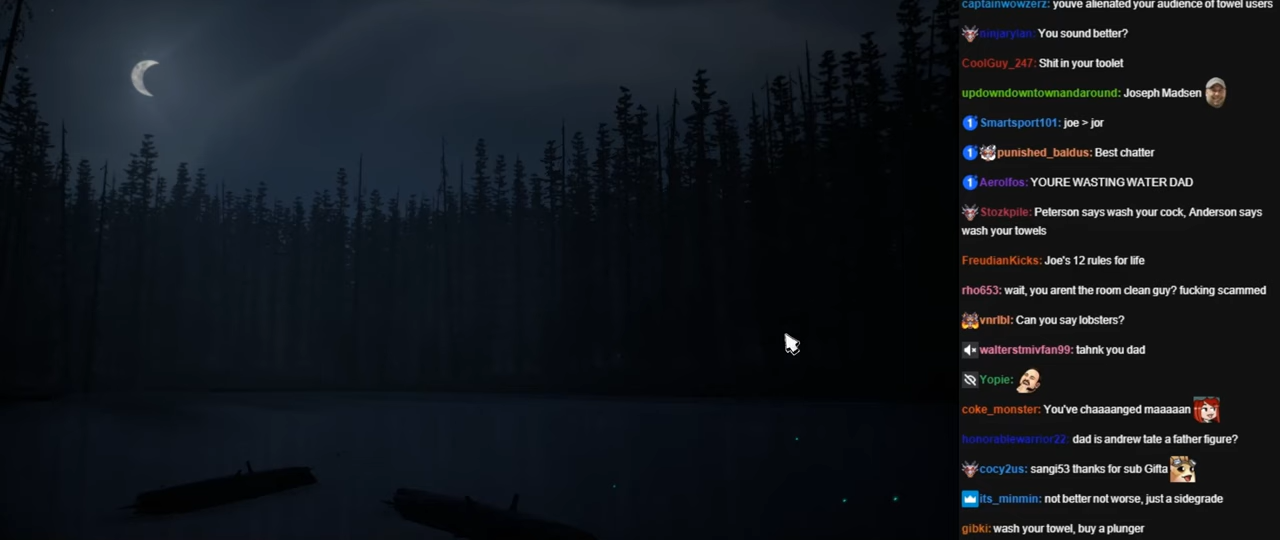 captainwowzerz: youve alienated your audience of towel users
ninjarylan: You sound better?
CoolGuy_247: Shit in your toolet
updowndowntownandaround: Joseph Madsen
1 Smartsport101: joe > jor
1 punished_baldus: Best chatter
1 Aerolfos: YOURE WASTING WATER DAD
Stozkpile: Peterson says wash your cock, Anderson says
wash your towels
FreudianKicks: Joe's 12 rules for life
rho653: wait, you arent the room clean guy? fucking scammed
vnrlbl: Can you say lobsters?
walterstmivfan99: tahnk you dad
Yopie:
coke_monster: You've chaaaanged maaaaan
honorablewarrior22: dad is andrew tate a father figure?
cocy2us: sangi53 thanks for sub Gifta
its_minmin: not better not worse, just a sidegrade
gibki: wash your towel, buy a plunger